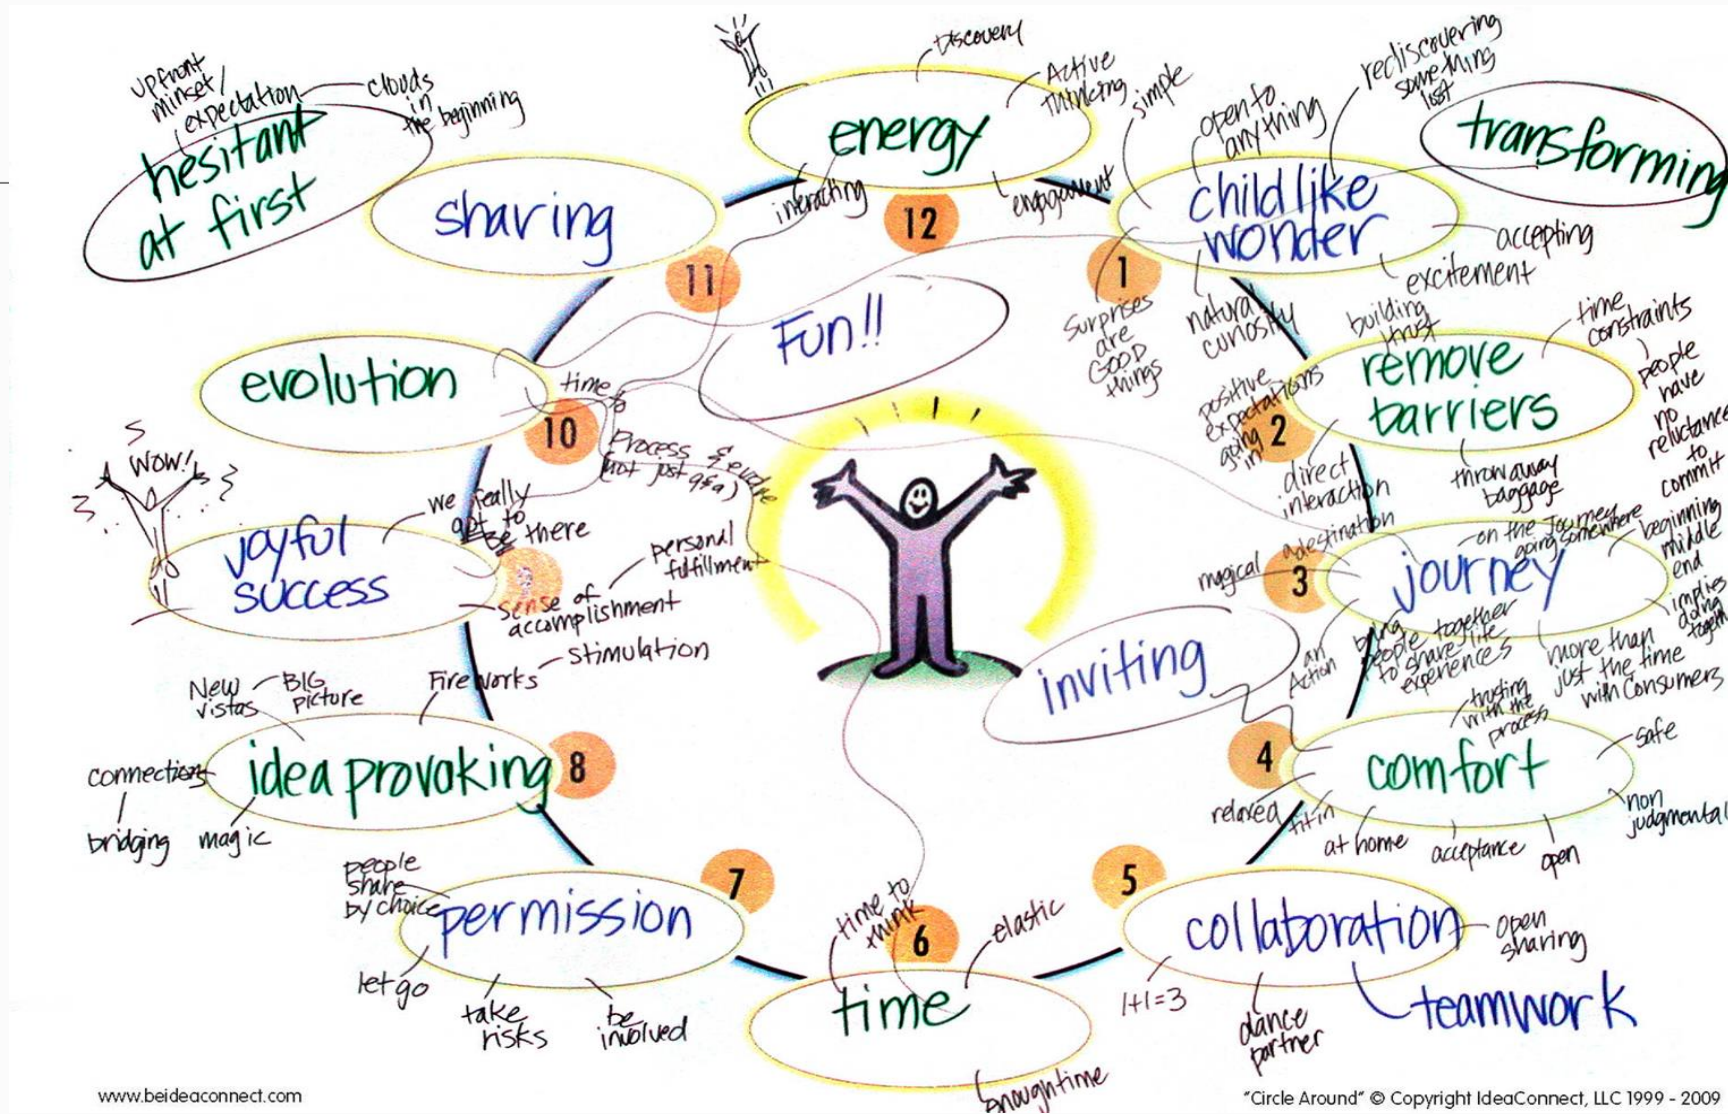 upfront
minset/
expectation
clouds
in
the beginning
hesitant
at first
sharing
11
energy
Discovery
Active
thinking
interacting
engagement
12
simple
open to
anything
rediscovering
something
lost
transforming
child like
wonder
1
accepting
excitement
natural
curiosity
Surprises
are
GOOD
things
Fun!!
building
trust
time
constraints
people
have
no
reluctance
to
commit
remove
barriers
2
positive
expectations
going
in
direct
interaction
throw away
baggage
evolution
10
time to
process & evolve
(not just q&a)
WOW!
joyful
success
we really
got to
be there
sense of
accomplishment
personal
fulfillment
journey
3
magical
a destination
on the Journey
going somewhere
beginning
middle
end
implies
doing
together
an
Action
bring
people together
to share life
experiences
more than
just the time
with Consumers
inviting
comfort
4
trusting
with the
process
safe
non
judgmental
relaxed
fit in
at home
acceptance
open
New
vistas
BIG
picture
Fireworks
stimulation
idea provoking
8
connections
bridging
magic
people
share
by choice
permission
7
let go
take
risks
be
involved
time to
think
6
elastic
time
enough time
5
collaboration
open
sharing
1+1=3
dance
partner
teamwork
www.beideaconnect.com
"Circle Around" © Copyright IdeaConnect, LLC 1999 - 2009